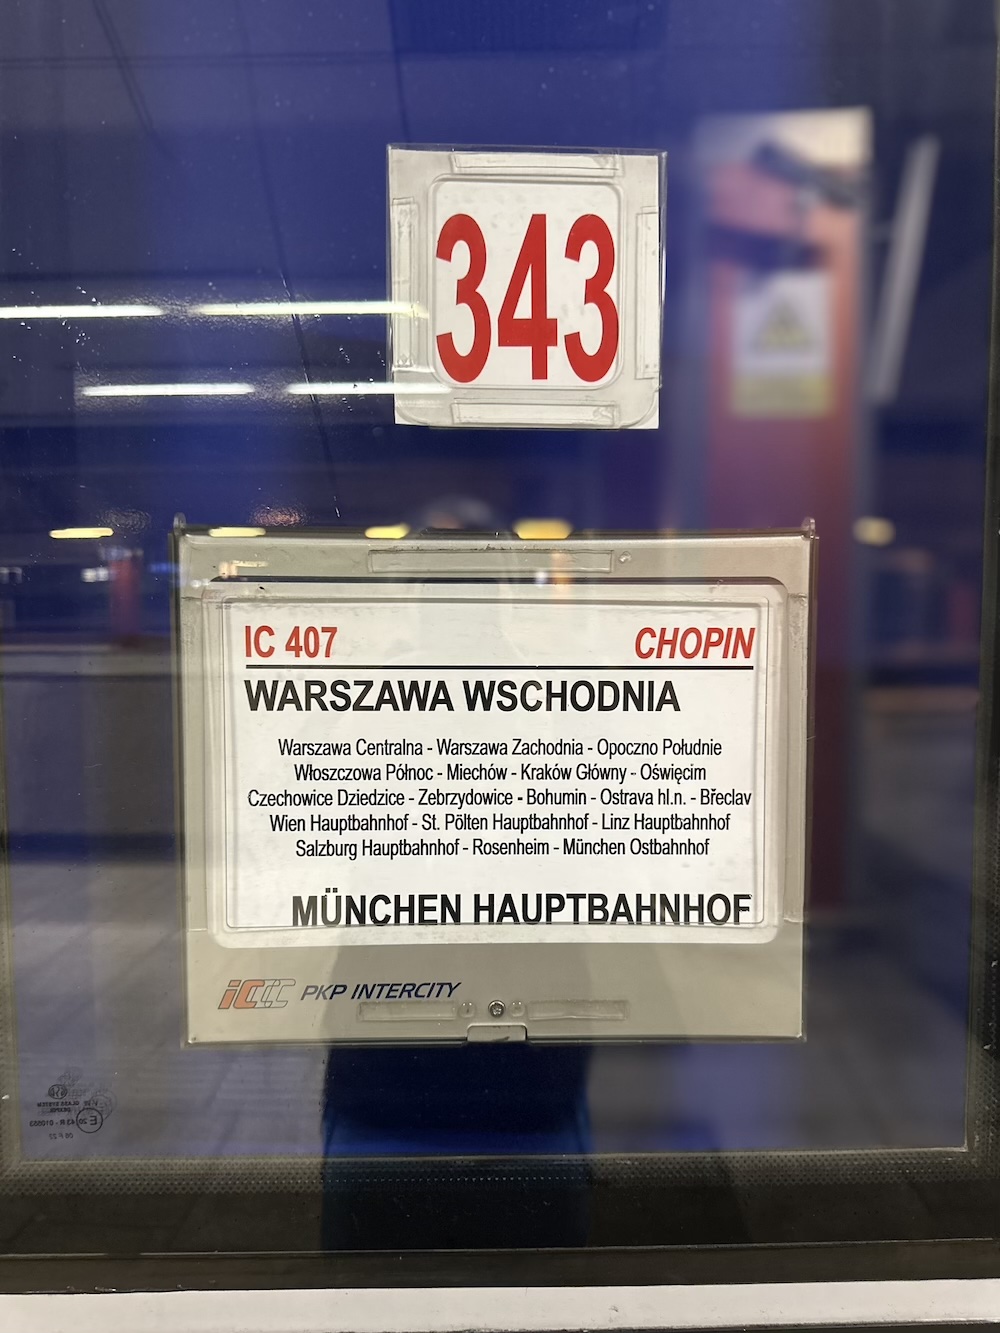 343
IC 407 CHOPIN
WARSZAWA WSCHODNIA
Warszawa Centralna - Warszawa Zachodnia - Opoczno Południe
Włoszczowa Północ - Miechów - Kraków Główny - Oświęcim
Czechowice Dziedzice - Zebrzydowice - Bohumin - Ostrava hl.n. - Břeclav
Wien Hauptbahnhof - St. Pölten Hauptbahnhof - Linz Hauptbahnhof
Salzburg Hauptbahnhof - Rosenheim - München Ostbahnhof
MÜNCHEN HAUPTBAHNHOF
IC PKP INTERCITY